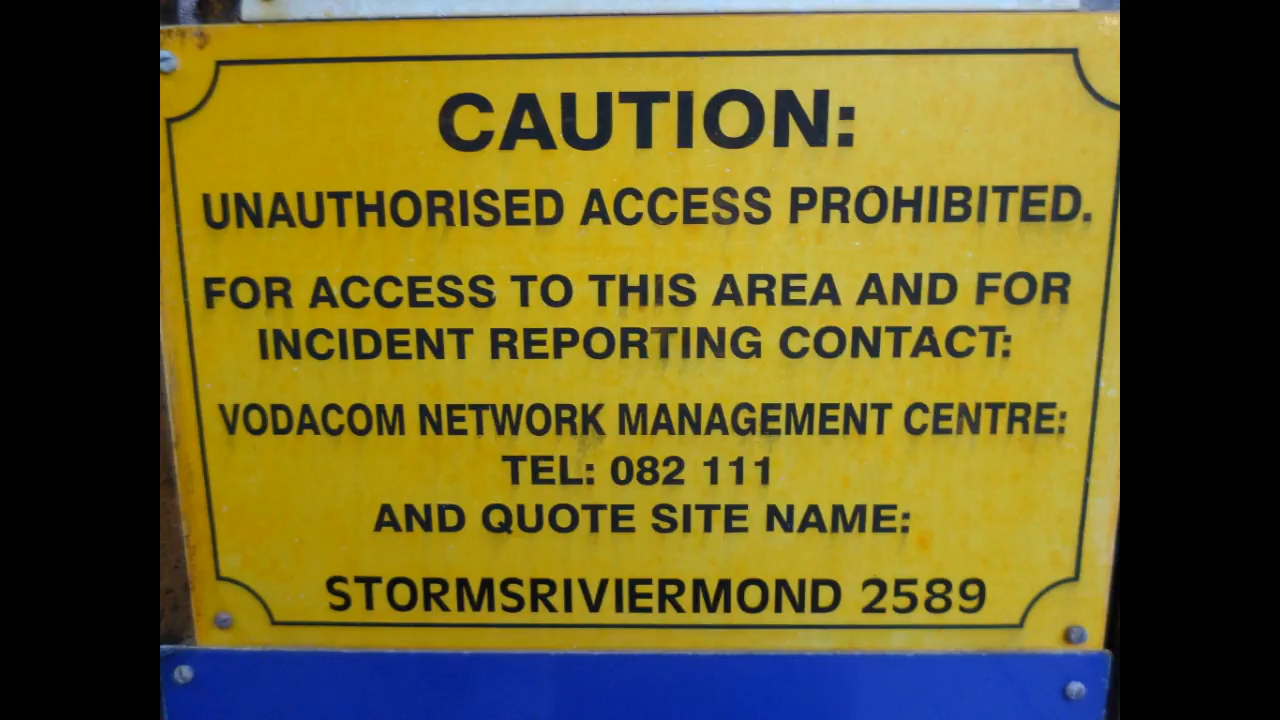 CAUTION:
UNAUTHORISED ACCESS PROHIBITED.
FOR ACCESS TO THIS AREA AND FOR
INCIDENT REPORTING CONTACT:
VODACOM NETWORK MANAGEMENT CENTRE:
TEL: 082 111
AND QUOTE SITE NAME:
STORMSRIVIERMOND 2589